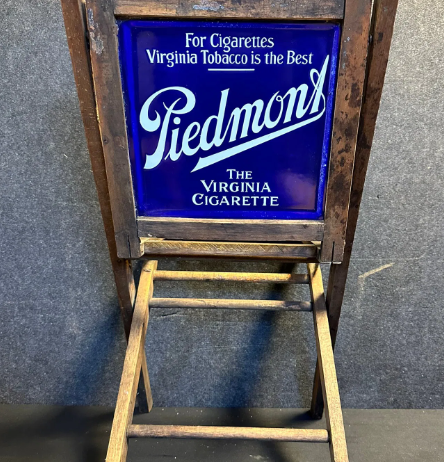 For Cigarettes
Virginia Tobacco is the Best
Piedmont
THE
VIRGINIA
CIGARETTE